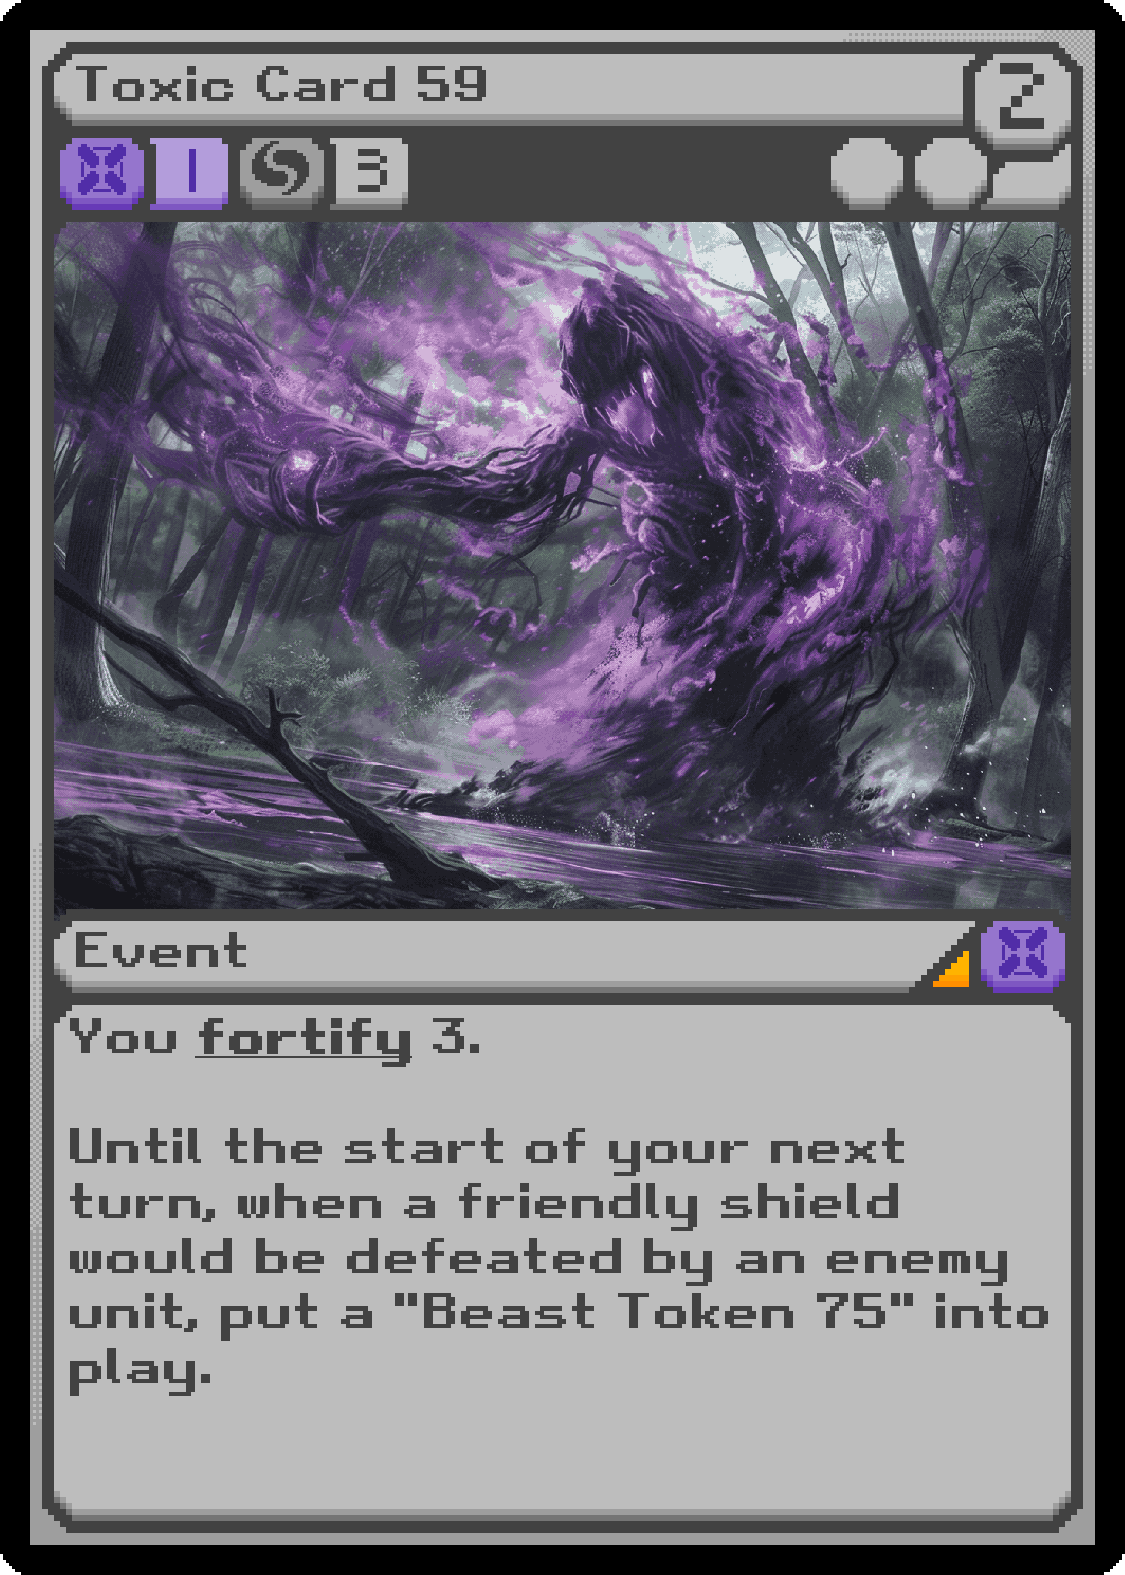 Toxic Card 59
2
1
3
Event
You fortify 3.
Until the start of your next
turn, when a friendly shield
would be defeated by an enemy
unit, put a "Beast Token 75" into
play.